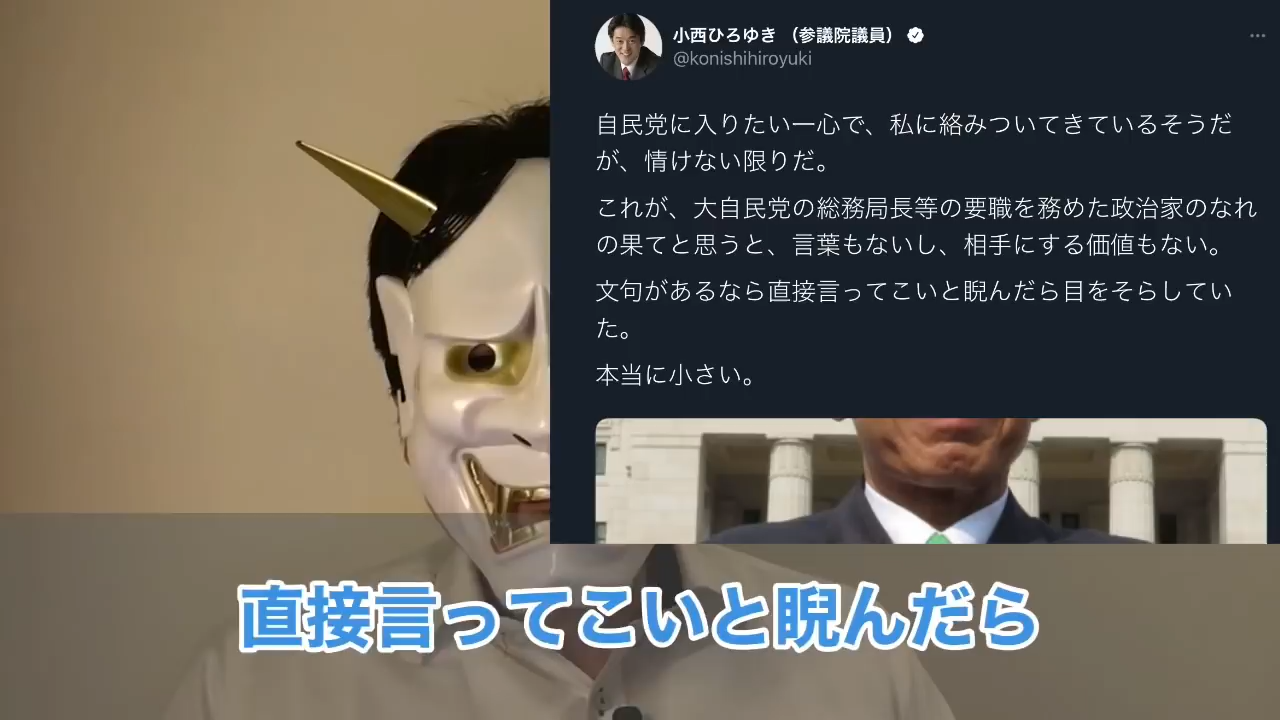 小西ひろゆき （参議院議員）
@konishihiroyuki
自民党に入りたい一心で、私に絡みついてきているそうだ
が、情けない限りだ。
これが、大自民党の総務局長等の要職を務めた政治家のなれ
の果てと思うと、言葉もないし、相手にする価値もない。
文句があるなら直接言ってこいと睨んだら目をそらしてい
た。
本当に小さい。
直接言ってこいと睨んだら